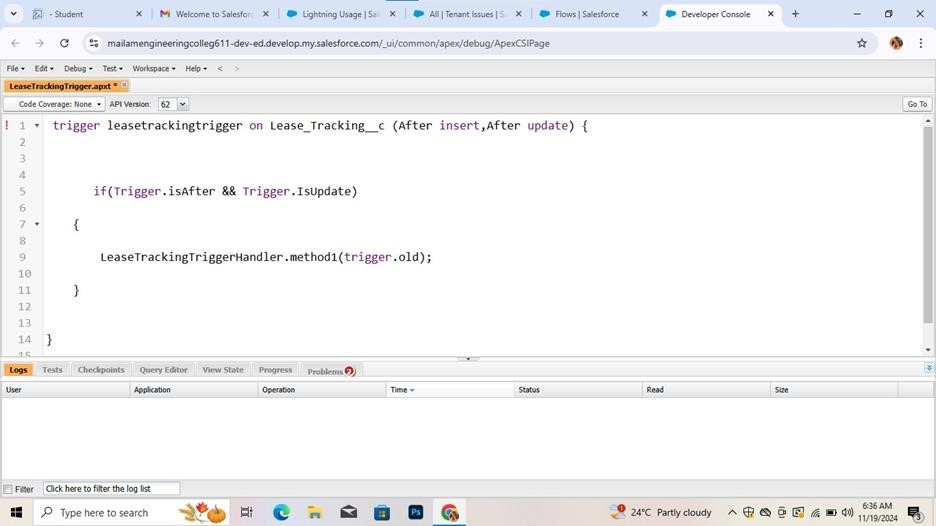 - Student
Welcome to Salesforc
Lightning Usage | Sal
All | Tenant Issues | S
Flows | Salesforce
Developer Console
mailamengineeringcolleg611-dev-ed.develop.my.salesforce.com/_ui/common/apex/debug/ApexCSIPage
File Edit Debug Test Workspace Help < >
LeaseTrackingTrigger.apxt *
Code Coverage: None API Version: 62 Go To
! 1 trigger leasetrackingtrigger on Lease_Tracking__c (After insert,After update) {
2
3
4
5 if(Trigger.isAfter && Trigger.IsUpdate)
6
7 {
8
9 LeaseTrackingTriggerHandler.method1(trigger.old);
10
11 }
12
13
14 }
15
Logs Tests Checkpoints Query Editor View State Progress Problems 2
User Application Operation Time Status Read Size
Filter Click here to filter the log list
Type here to search
Ps
1 24°C Partly cloudy
6:36 AM
11/19/2024
3